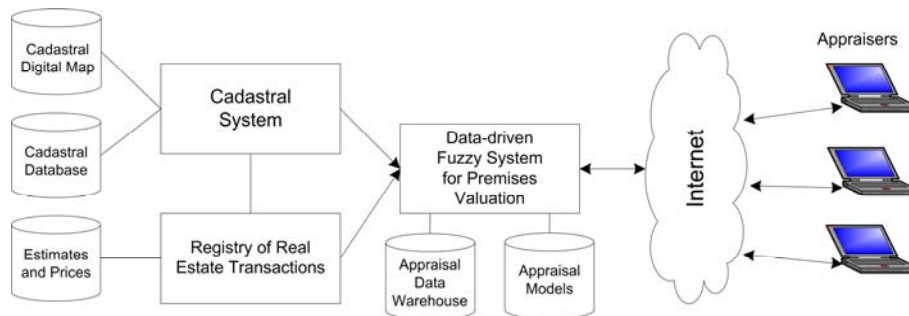 Cadastral
Digital Map
Cadastral
Database
Estimates
and Prices
Cadastral
System
Registry of Real
Estate Transactions
Data-driven
Fuzzy System
for Premises
Valuation
Appraisal
Data
Warehouse
Appraisal
Models
Internet
Appraisers